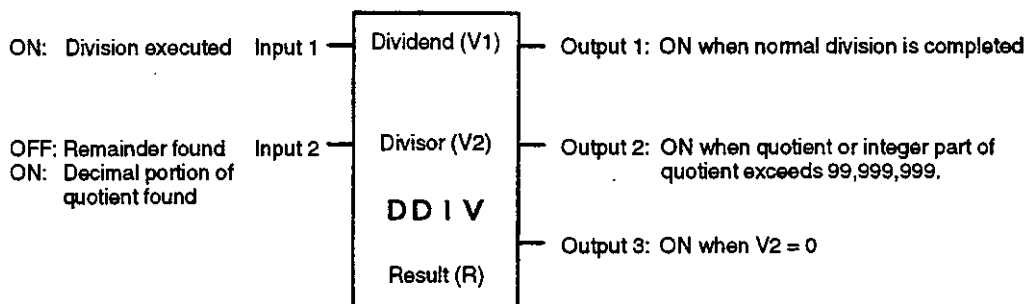 ON: Division executed Input 1 Dividend (V1) Output 1: ON when normal division is completed
OFF: Remainder found Input 2 Divisor (V2) Output 2: ON when quotient or integer part of
ON: Decimal portion of quotient exceeds 99,999,999.
quotient found
DDIV
Output 3: ON when V2 = 0
Result (R)